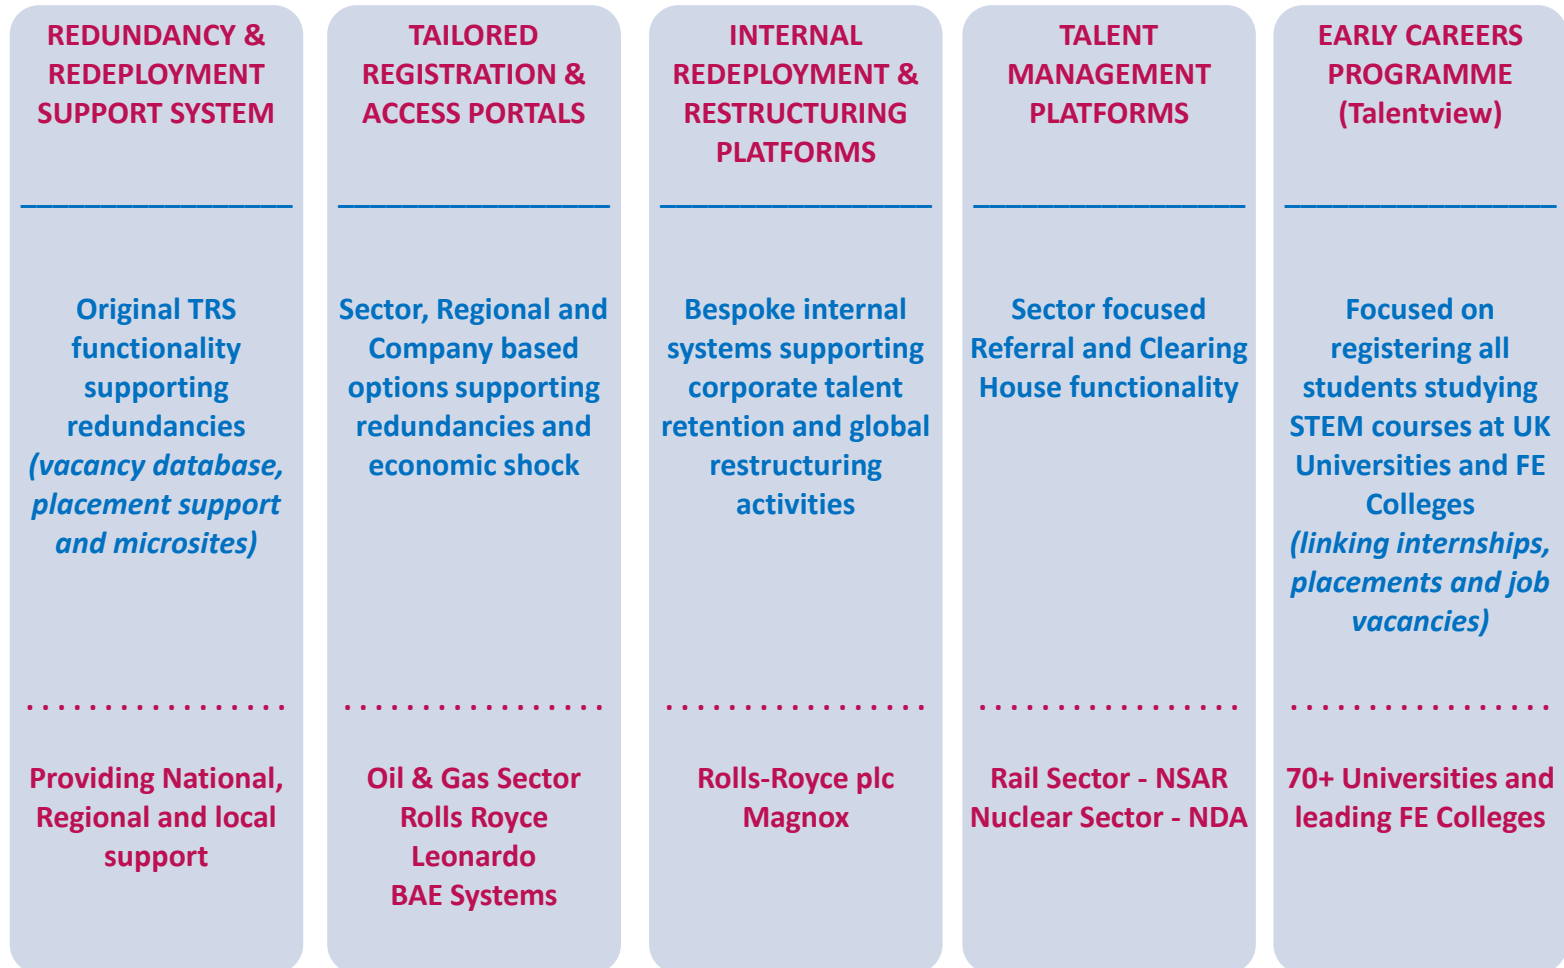 REDUNDANCY &
REDEPLOYMENT
SUPPORT SYSTEM
Original TRS
functionality
supporting
redundancies
(vacancy database,
placement support
and microsites)
Providing National,
Regional and local
support
TAILORED
REGISTRATION &
ACCESS PORTALS
Sector, Regional and
Company based
options supporting
redundancies and
economic shock
Oil & Gas Sector
Rolls Royce
Leonardo
BAE Systems
INTERNAL
REDEPLOYMENT &
RESTRUCTURING
PLATFORMS
Bespoke internal
systems supporting
corporate talent
retention and global
restructuring
activities
Rolls-Royce plc
Magnox
TALENT
MANAGEMENT
PLATFORMS
Sector focused
Referral and Clearing
House functionality
Rail Sector - NSAR
Nuclear Sector - NDA
EARLY CAREERS
PROGRAMME
(Talentview)
Focused on
registering all
students studying
STEM courses at UK
Universities and FE
Colleges
(linking internships,
placements and job
vacancies)
70+ Universities and
leading FE Colleges